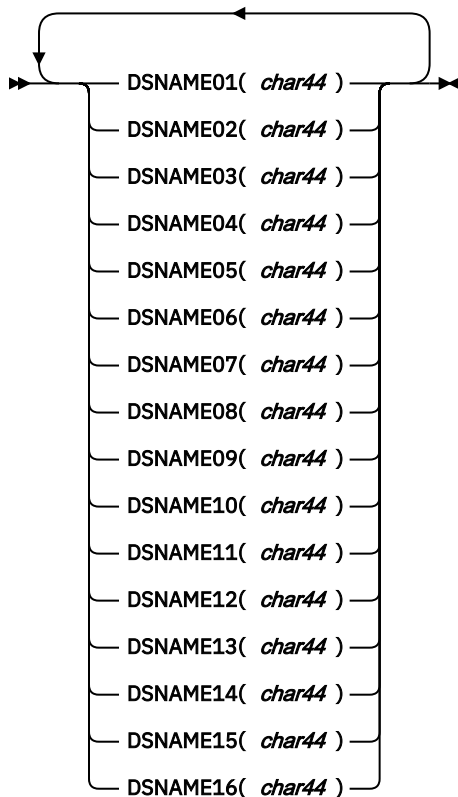 DSNAME01( char44 )
DSNAME02( char44 )
DSNAME03( char44 )
DSNAME04( char44 )
DSNAME05( char44 )
DSNAME06( char44 )
DSNAME07( char44 )
DSNAME08( char44 )
DSNAME09( char44 )
DSNAME10( char44 )
DSNAME11( char44 )
DSNAME12( char44 )
DSNAME13( char44 )
DSNAME14( char44 )
DSNAME15( char44 )
DSNAME16( char44 )